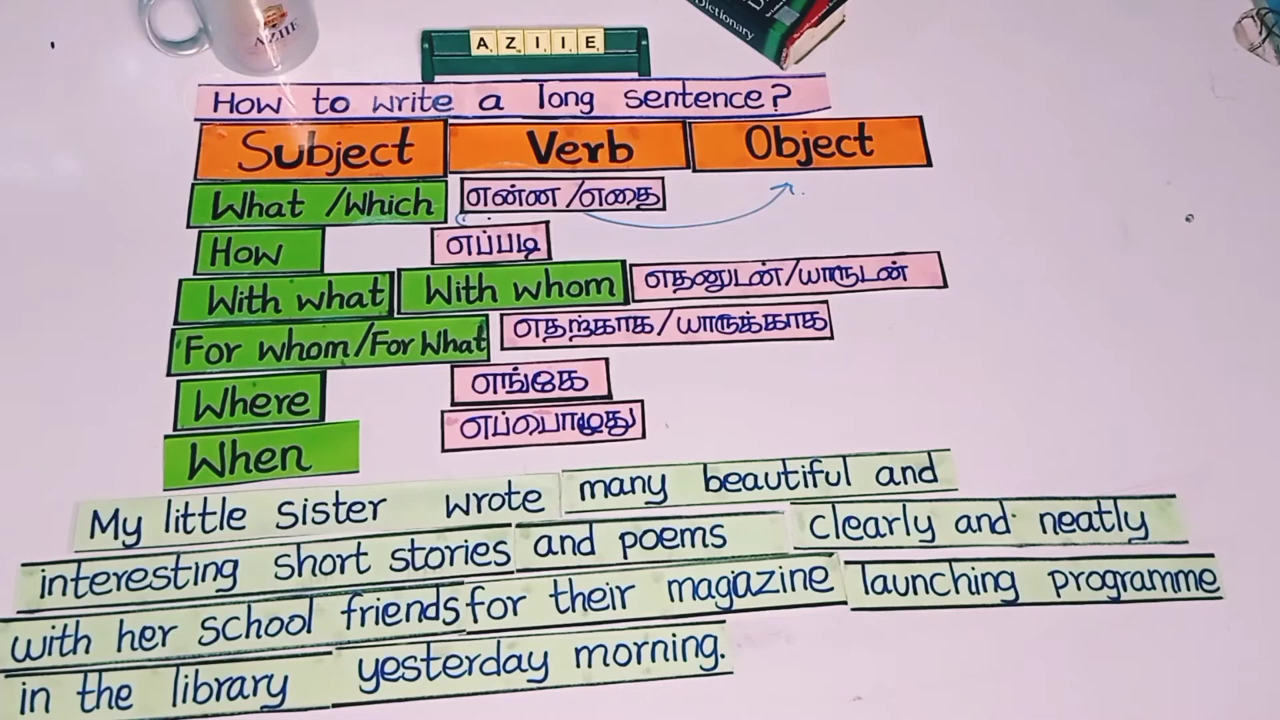 AZIIE
AZIIE
Dictionary
How to write a long sentence?
Subject Verb Object
What /Which என்ன /எதை
How எப்படி
With what With whom எதனுடன்/யாருடன்
For whom/For What எதற்காக/யாருக்காக
Where எங்கே
When எப்பொழுது
My little sister wrote many beautiful and
interesting short stories and poems clearly and neatly
with her school friends for their magazine launching programme
in the library yesterday morning.